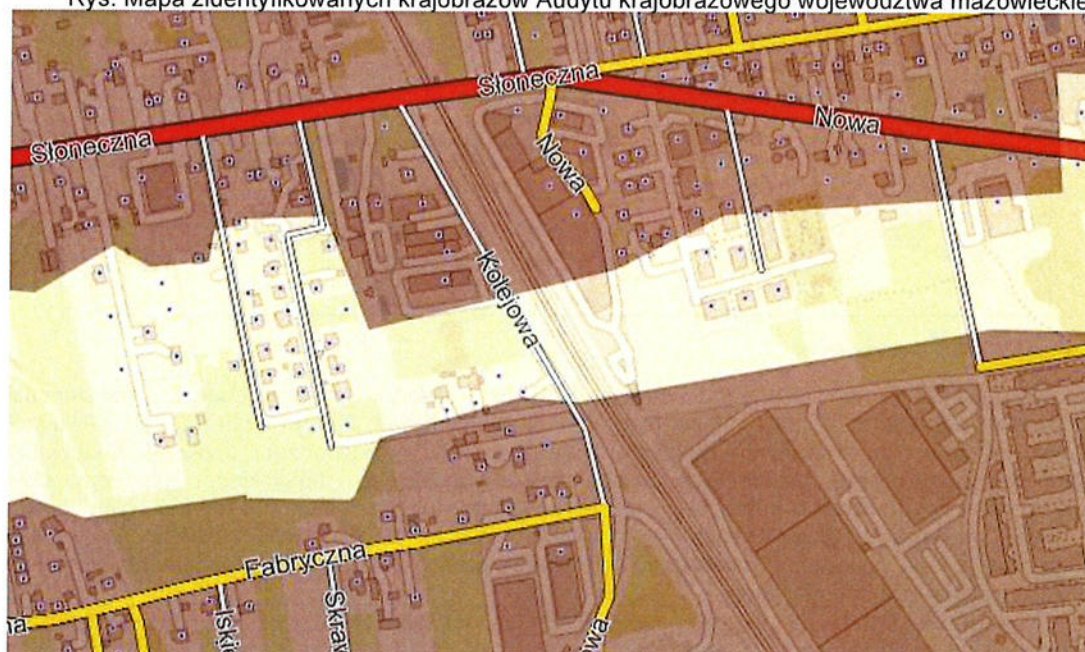 Rys. Mapa zidentyfikowanych krajobrazów Audytu krajobrazowego województwa mazowieckie
Słoneczna
Słoneczna
Nowa
Nowa
Kolejowa
Fabryczna